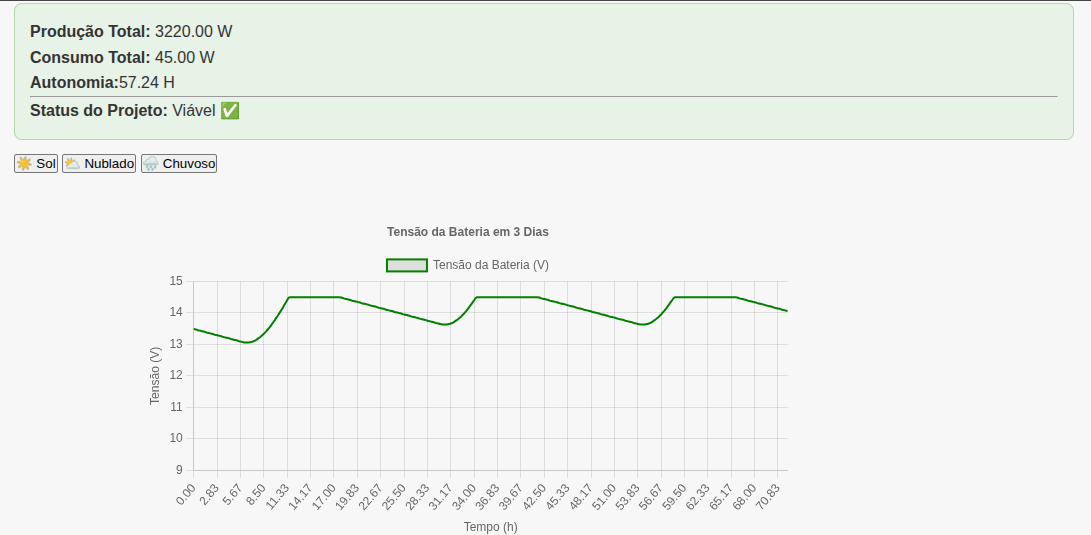 Produção Total: 3220.00 W
Consumo Total: 45.00 W
Autonomia:57.24 H
Status do Projeto: Viável ✅
☀️ Sol ⛅ Nublado 🌧️ Chuvoso
Tensão da Bateria em 3 Dias
Tensão da Bateria (V)
15
14
13
12
11
10
9
Tensão (V)
0.00 2.83 5.67 8.50 11.33 14.17 17.00 19.83 22.67 25.50 28.33 31.17 34.00 36.83 39.67 42.50 45.33 48.17 51.00 53.83 56.67 59.50 62.33 65.17 68.00 70.83
Tempo (h)